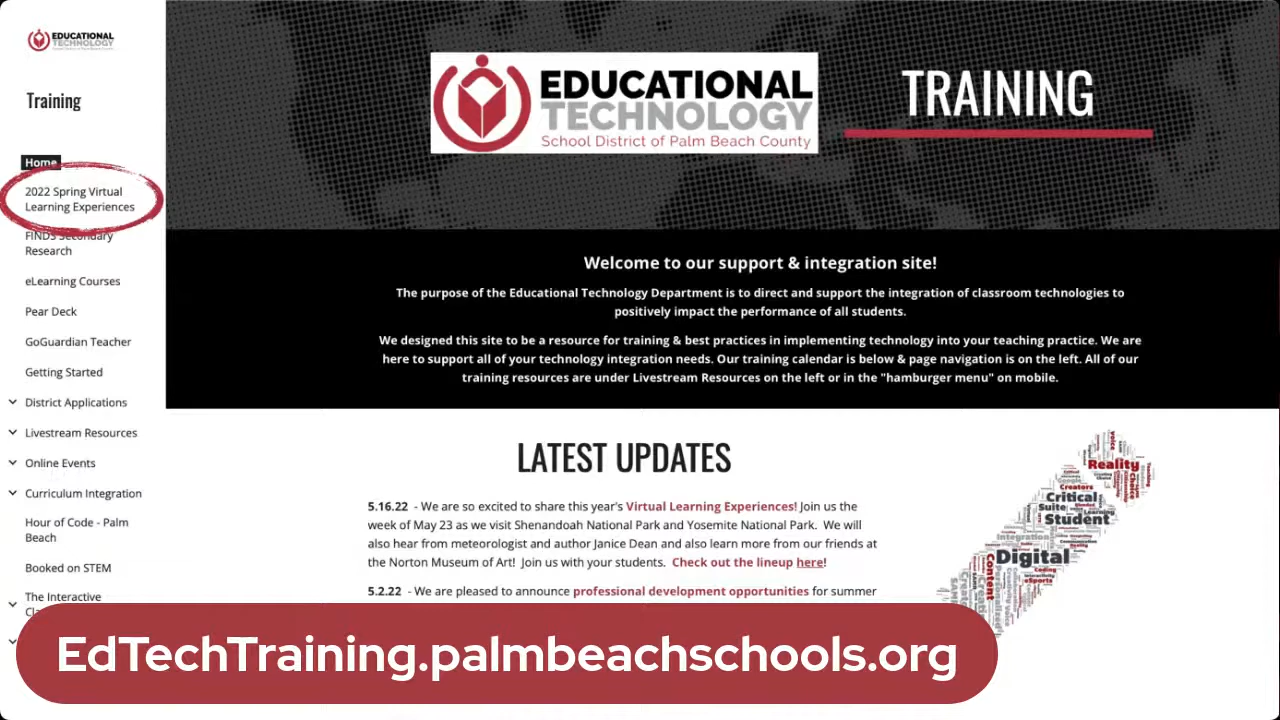 EDUCATIONAL
TECHNOLOGY
Training
Home
2022 Spring Virtual
Learning Experiences
FINDS Secondary
Research
eLearning Courses
Pear Deck
GoGuardian Teacher
Getting Started
District Applications
Livestream Resources
Online Events
Curriculum Integration
Hour of Code - Palm
Beach
Booked on STEM
The Interactive
EDUCATIONAL
TECHNOLOGY
School District of Palm Beach County
TRAINING
Welcome to our support & integration site!
The purpose of the Educational Technology Department is to direct and support the integration of classroom technologies to
positively impact the performance of all students.
We designed this site to be a resource for training & best practices in implementing technology into your teaching practice. We are
here to support all of your technology integration needs. Our training calendar is below & page navigation is on the left. All of our
training resources are under Livestream Resources on the left or in the "hamburger menu" on mobile.
LATEST UPDATES
5.16.22 - We are so excited to share this year's Virtual Learning Experiences! Join us the
week of May 23 as we visit Shenandoah National Park and Yosemite National Park. We will
also hear from meteorologist and author Janice Dean and also learn more from our friends at
the Norton Museum of Art! Join us with your students. Check out the lineup here!
5.2.22 - We are pleased to announce professional development opportunities for summer
Reality
Creators
Critical
Suite
Learning
Student
Integration
Digital
Content
eSports
Choice
EdTechTraining.palmbeachschools.org